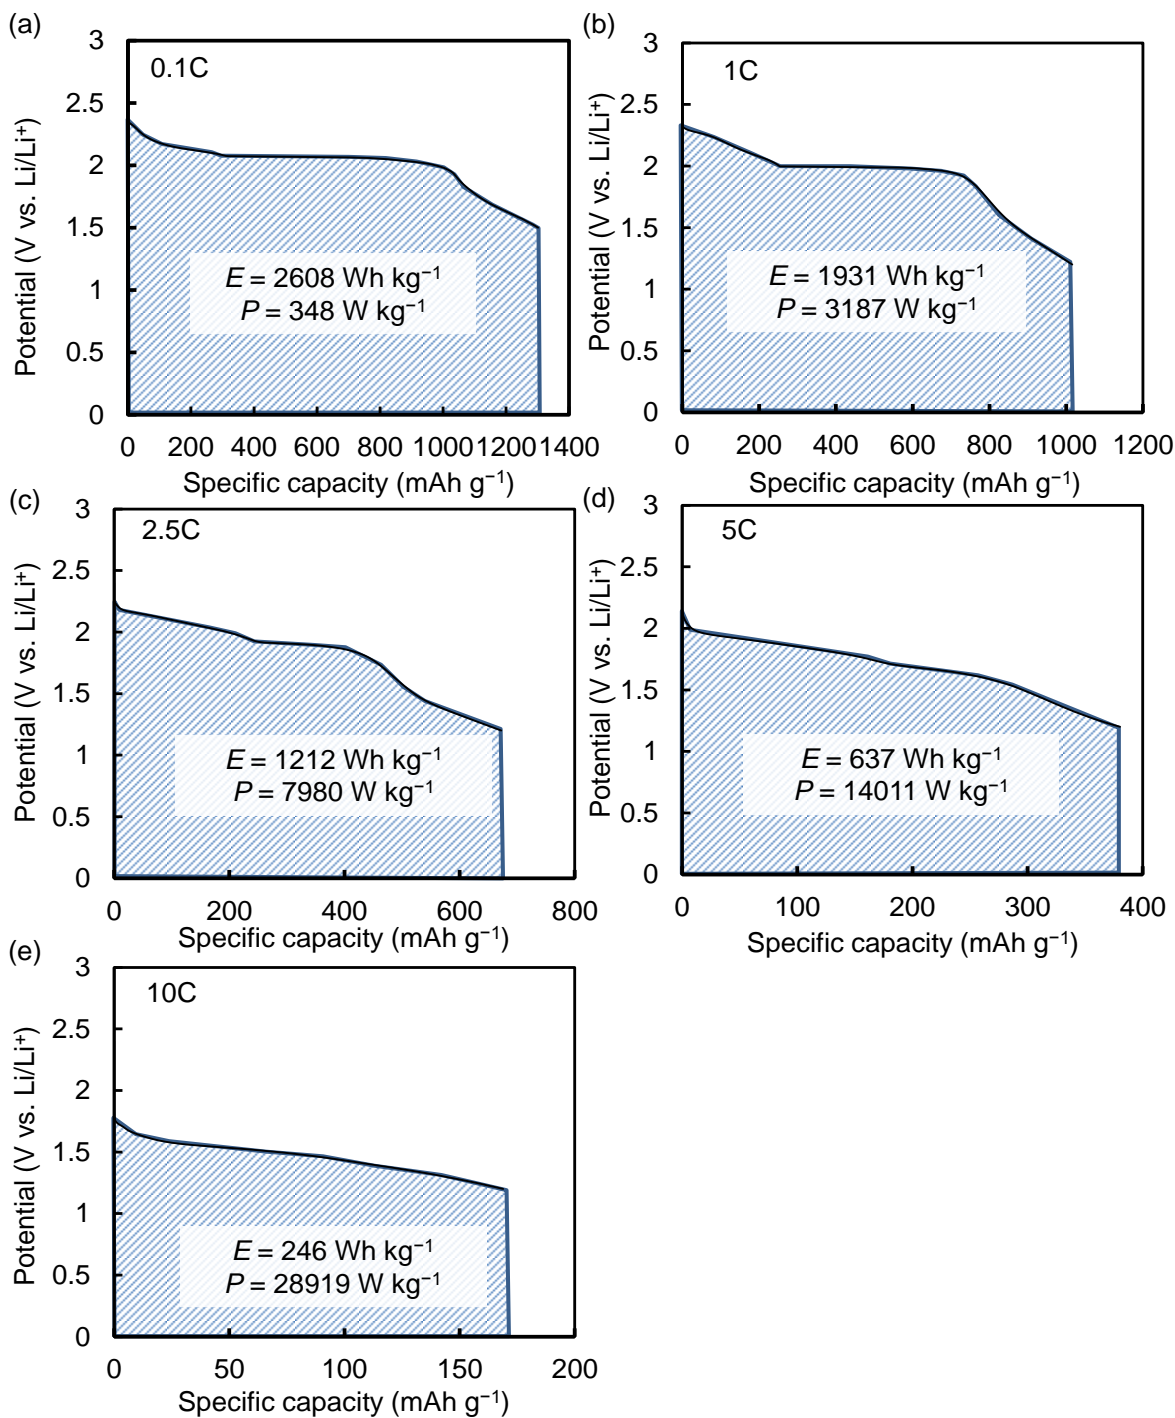 (a)
0.1C
3
2.5
2
1.5
1
0.5
0
Potential (V vs. Li/Li⁺)
E = 2608 Wh kg⁻¹
P = 348 W kg⁻¹
0 200 400 600 800 1000 1200 1400
Specific capacity (mAh g⁻¹)
(b)
1C
3
2.5
2
1.5
1
0.5
0
Potential (V vs. Li/Li⁺)
E = 1931 Wh kg⁻¹
P = 3187 W kg⁻¹
0 200 400 600 800 1000 1200
Specific capacity (mAh g⁻¹)
(c)
2.5C
3
2.5
2
1.5
1
0.5
0
Potential (V vs. Li/Li⁺)
E = 1212 Wh kg⁻¹
P = 7980 W kg⁻¹
0 200 400 600 800
Specific capacity (mAh g⁻¹)
(d)
5C
3
2.5
2
1.5
1
0.5
0
Potential (V vs. Li/Li⁺)
E = 637 Wh kg⁻¹
P = 14011 W kg⁻¹
0 100 200 300 400
Specific capacity (mAh g⁻¹)
(e)
10C
3
2.5
2
1.5
1
0.5
0
Potential (V vs. Li/Li⁺)
E = 246 Wh kg⁻¹
P = 28919 W kg⁻¹
0 50 100 150 200
Specific capacity (mAh g⁻¹)